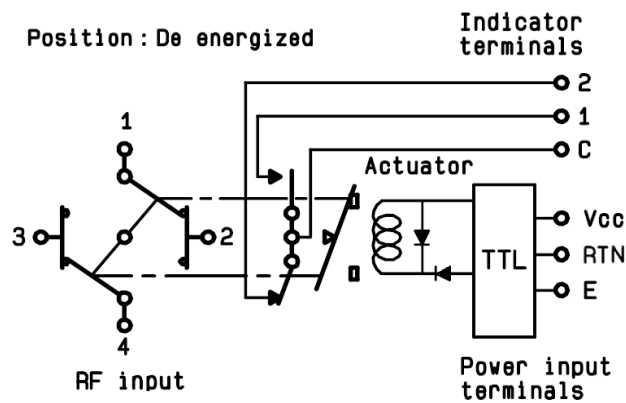 Position : De energized
Indicator
terminals
2
1
C
1
Actuator
3
2
TTL
Vcc
RTN
E
4
RF input
Power input
terminals